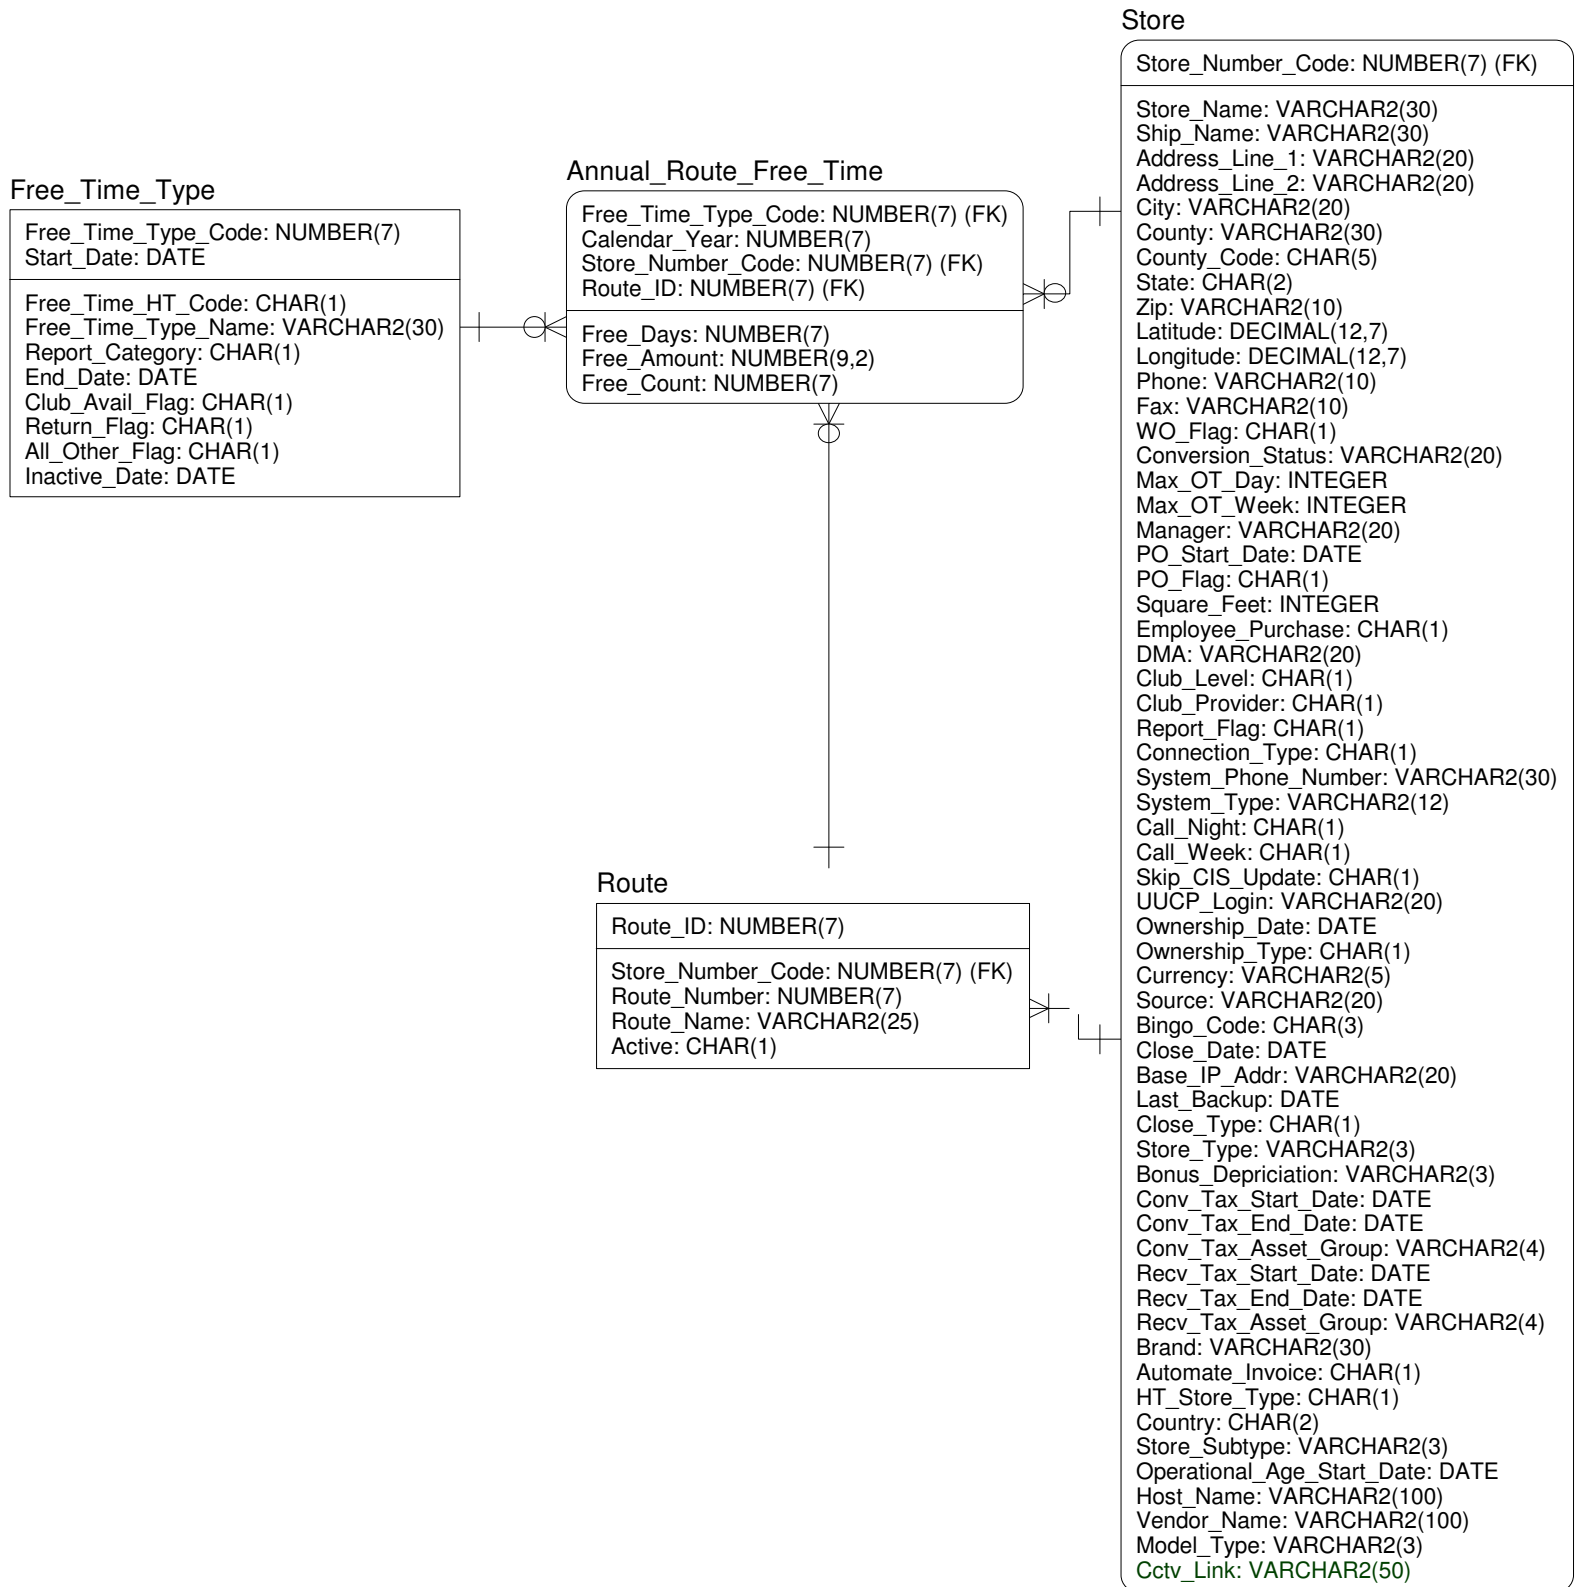 Free_Time_Type
Free_Time_Type_Code: NUMBER(7)
Start_Date: DATE
Free_Time_HT_Code: CHAR(1)
Free_Time_Type_Name: VARCHAR2(30)
Report_Category: CHAR(1)
End_Date: DATE
Club_Avail_Flag: CHAR(1)
Return_Flag: CHAR(1)
All_Other_Flag: CHAR(1)
Inactive_Date: DATE
Annual_Route_Free_Time
Free_Time_Type_Code: NUMBER(7) (FK)
Calendar_Year: NUMBER(7)
Store_Number_Code: NUMBER(7) (FK)
Route_ID: NUMBER(7) (FK)
Free_Days: NUMBER(7)
Free_Amount: NUMBER(9,2)
Free_Count: NUMBER(7)
Route
Route_ID: NUMBER(7)
Store_Number_Code: NUMBER(7) (FK)
Route_Number: NUMBER(7)
Route_Name: VARCHAR2(25)
Active: CHAR(1)
Store
Store_Number_Code: NUMBER(7) (FK)
Store_Name: VARCHAR2(30)
Ship_Name: VARCHAR2(30)
Address_Line_1: VARCHAR2(20)
Address_Line_2: VARCHAR2(20)
City: VARCHAR2(20)
County: VARCHAR2(30)
County_Code: CHAR(5)
State: CHAR(2)
Zip: VARCHAR2(10)
Latitude: DECIMAL(12,7)
Longitude: DECIMAL(12,7)
Phone: VARCHAR2(10)
Fax: VARCHAR2(10)
WO_Flag: CHAR(1)
Conversion_Status: VARCHAR2(20)
Max_OT_Day: INTEGER
Max_OT_Week: INTEGER
Manager: VARCHAR2(20)
PO_Start_Date: DATE
PO_Flag: CHAR(1)
Square_Feet: INTEGER
Employee_Purchase: CHAR(1)
DMA: VARCHAR2(20)
Club_Level: CHAR(1)
Club_Provider: CHAR(1)
Report_Flag: CHAR(1)
Connection_Type: CHAR(1)
System_Phone_Number: VARCHAR2(30)
System_Type: VARCHAR2(12)
Call_Night: CHAR(1)
Call_Week: CHAR(1)
Skip_CIS_Update: CHAR(1)
UUCP_Login: VARCHAR2(20)
Ownership_Date: DATE
Ownership_Type: CHAR(1)
Currency: VARCHAR2(5)
Source: VARCHAR2(20)
Bingo_Code: CHAR(3)
Close_Date: DATE
Base_IP_Addr: VARCHAR2(20)
Last_Backup: DATE
Close_Type: CHAR(1)
Store_Type: VARCHAR2(3)
Bonus_Depriciation: VARCHAR2(3)
Conv_Tax_Start_Date: DATE
Conv_Tax_End_Date: DATE
Conv_Tax_Asset_Group: VARCHAR2(4)
Recv_Tax_Start_Date: DATE
Recv_Tax_End_Date: DATE
Recv_Tax_Asset_Group: VARCHAR2(4)
Brand: VARCHAR2(30)
Automate_Invoice: CHAR(1)
HT_Store_Type: CHAR(1)
Country: CHAR(2)
Store_Subtype: VARCHAR2(3)
Operational_Age_Start_Date: DATE
Host_Name: VARCHAR2(100)
Vendor_Name: VARCHAR2(100)
Model_Type: VARCHAR2(3)
Cctv_Link: VARCHAR2(50)